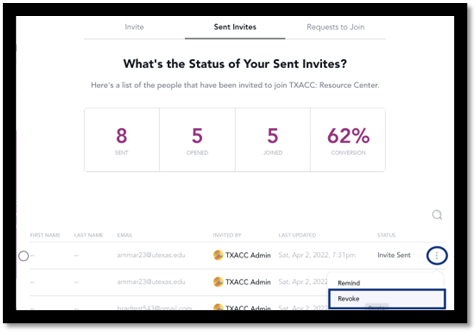 Invite Sent Invites Requests to Join
What's the Status of Your Sent Invites?
Here's a list of the people that have been invited to join TXACC: Resource Center.
8 5 5 62%
SENT OPENED JOINED CONVERSION
FIRST NAME LAST NAME EMAIL INVITED BY LAST UPDATED STATUS
-- -- ammar23@utexas.edu TXACC Admin Sat, Apr 2, 2022, 7:31pm Invite Sent
-- -- ammar23@utexas.edu TXACC Admin Sat, Apr 2, 2022,
Remind
Revoke
-- -- TXACC Admin Sat, Apr 2, 2022,